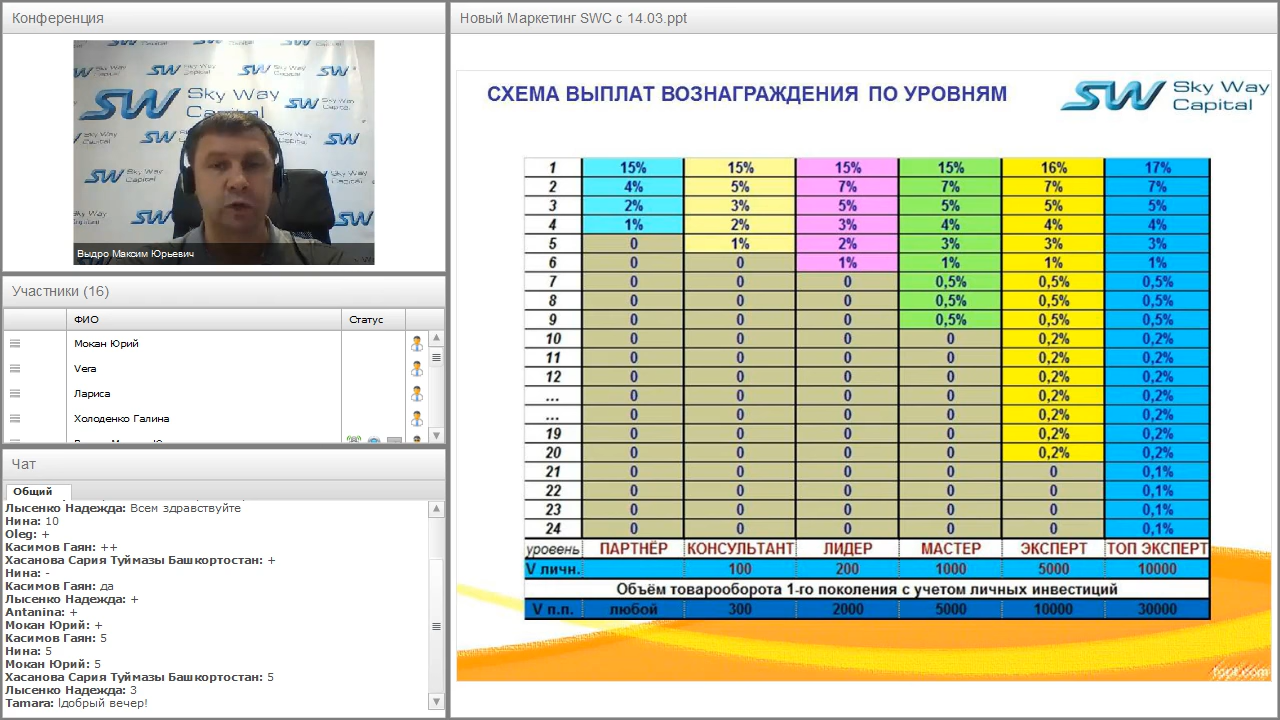 Конференция
Sky Way
Capital
Выдро Максим Юрьевич
Участники (16)
ФИО Статус
Мокан Юрий
Vera
Лариса
Холоденко Галина
Чат
Общий
Лысенко Надежда: Всем здравствуйте
Нина: 10
Oleg: +
Касимов Гаян: ++
Хасанова Сария Туймазы Башкортостан: +
Нина: -
Касимов Гаян: да
Лысенко Надежда: +
Antanina: +
Мокан Юрий: +
Касимов Гаян: 5
Нина: 5
Мокан Юрий: 5
Хасанова Сария Туймазы Башкортостан: 5
Лысенко Надежда: 3
Tamara: !добрый вечер!
Новый Маркетинг SWC с 14.03.ppt
СХЕМА ВЫПЛАТ ВОЗНАГРАЖДЕНИЯ ПО УРОВНЯМ
SW Sky Way
Capital
1 15% 15% 15% 15% 16% 17%
2 4% 5% 7% 7% 7% 7%
3 2% 3% 5% 5% 5% 5%
4 1% 2% 3% 4% 4% 4%
5 0 1% 2% 3% 3% 3%
6 0 0 1% 1% 1% 1%
7 0 0 0 0,5% 0,5% 0,5%
8 0 0 0 0,5% 0,5% 0,5%
9 0 0 0 0,5% 0,5% 0,5%
10 0 0 0 0 0,2% 0,2%
11 0 0 0 0 0,2% 0,2%
12 0 0 0 0 0,2% 0,2%
... 0 0 0 0 0,2% 0,2%
... 0 0 0 0 0,2% 0,2%
19 0 0 0 0 0,2% 0,2%
20 0 0 0 0 0,2% 0,2%
21 0 0 0 0 0 0,1%
22 0 0 0 0 0 0,1%
23 0 0 0 0 0 0,1%
24 0 0 0 0 0 0,1%
уровень ПАРТНЁР КОНСУЛЬТАНТ ЛИДЕР МАСТЕР ЭКСПЕРТ ТОП ЭКСПЕРТ
V личн. 100 200 1000 5000 10000
Объём товарооборота 1-го поколения с учетом личных инвестиций
V п.п. любой 300 2000 5000 10000 30000
fppt.com